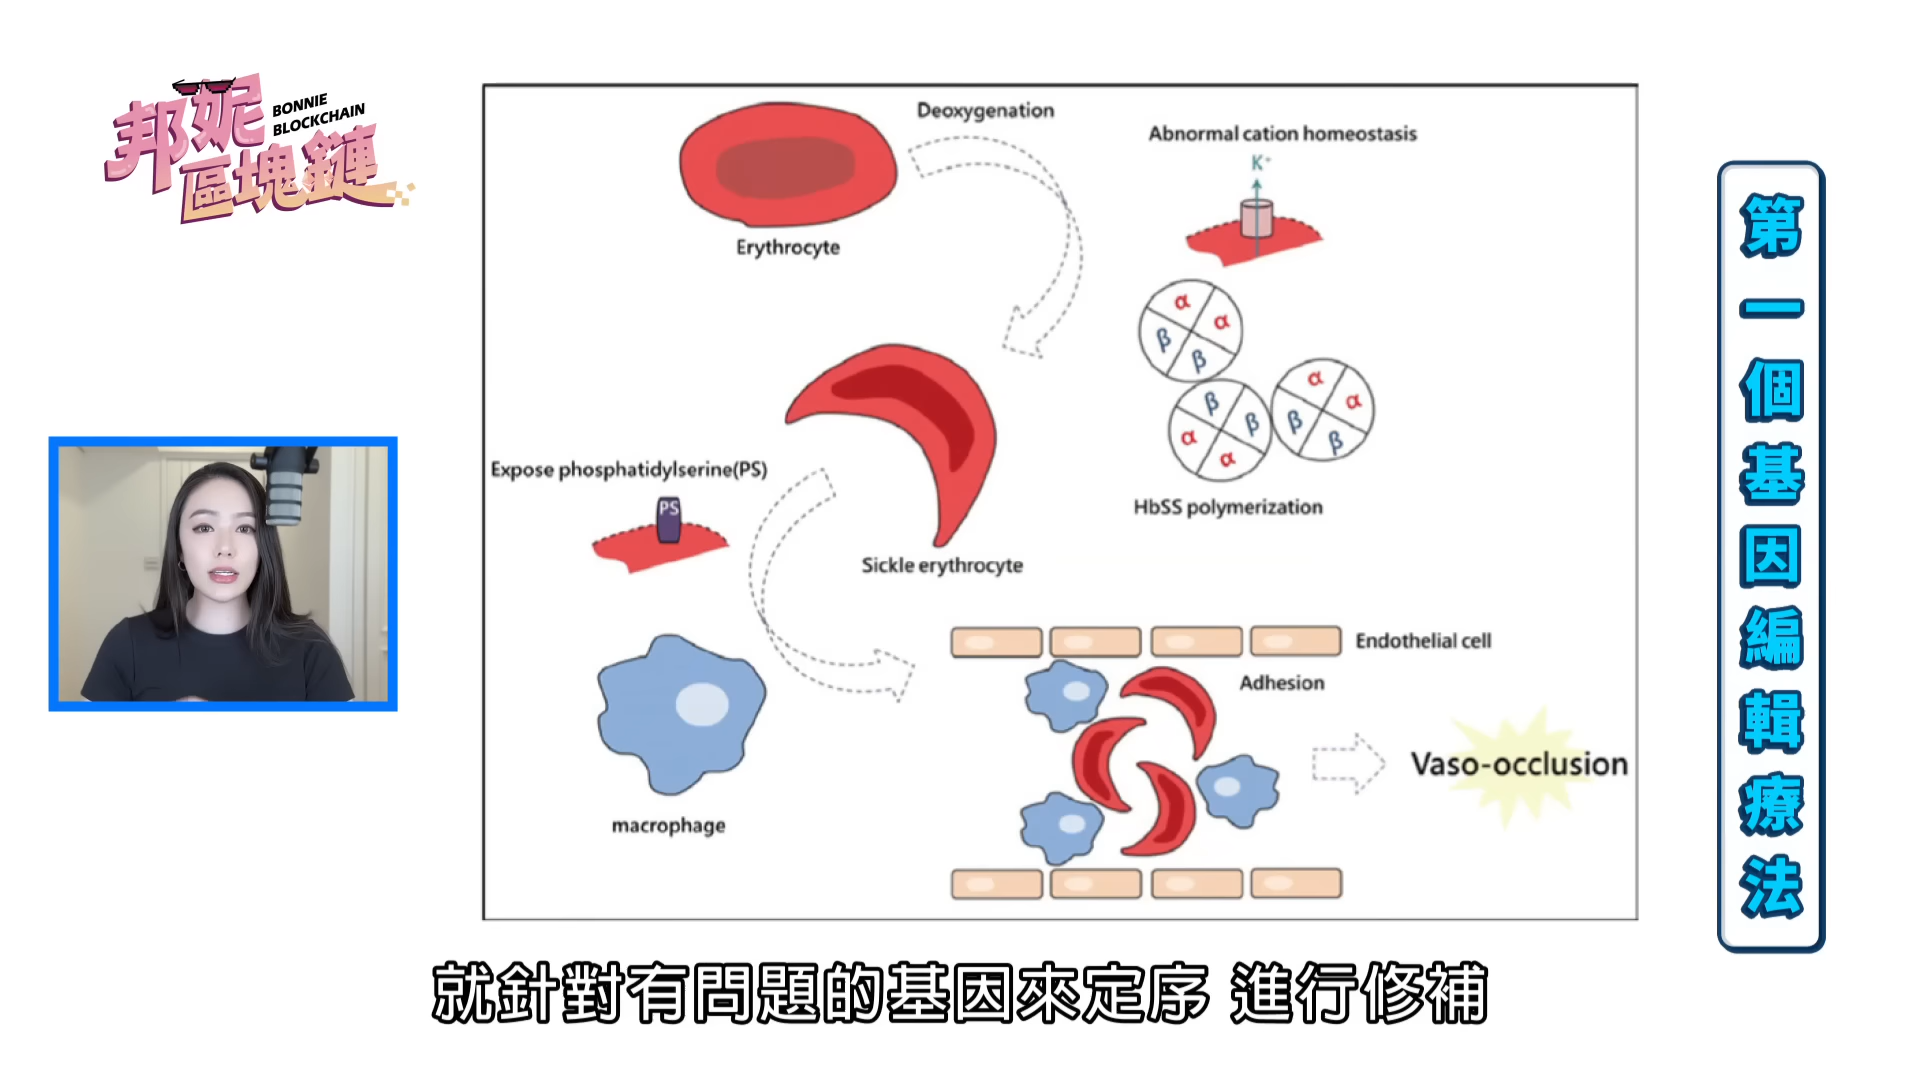 邦妮
區塊鏈
BONNIE
BLOCKCHAIN
Deoxygenation
Erythrocyte
Abnormal cation homeostasis
K⁺
α
α
β
β
β
β
α
α
α
α
β
β
HbSS polymerization
Expose phosphatidylserine(PS)
PS
Sickle erythrocyte
macrophage
Endothelial cell
Adhesion
Vaso-occlusion
第一個基因編輯療法
就針對有問題的基因來定序 進行修補